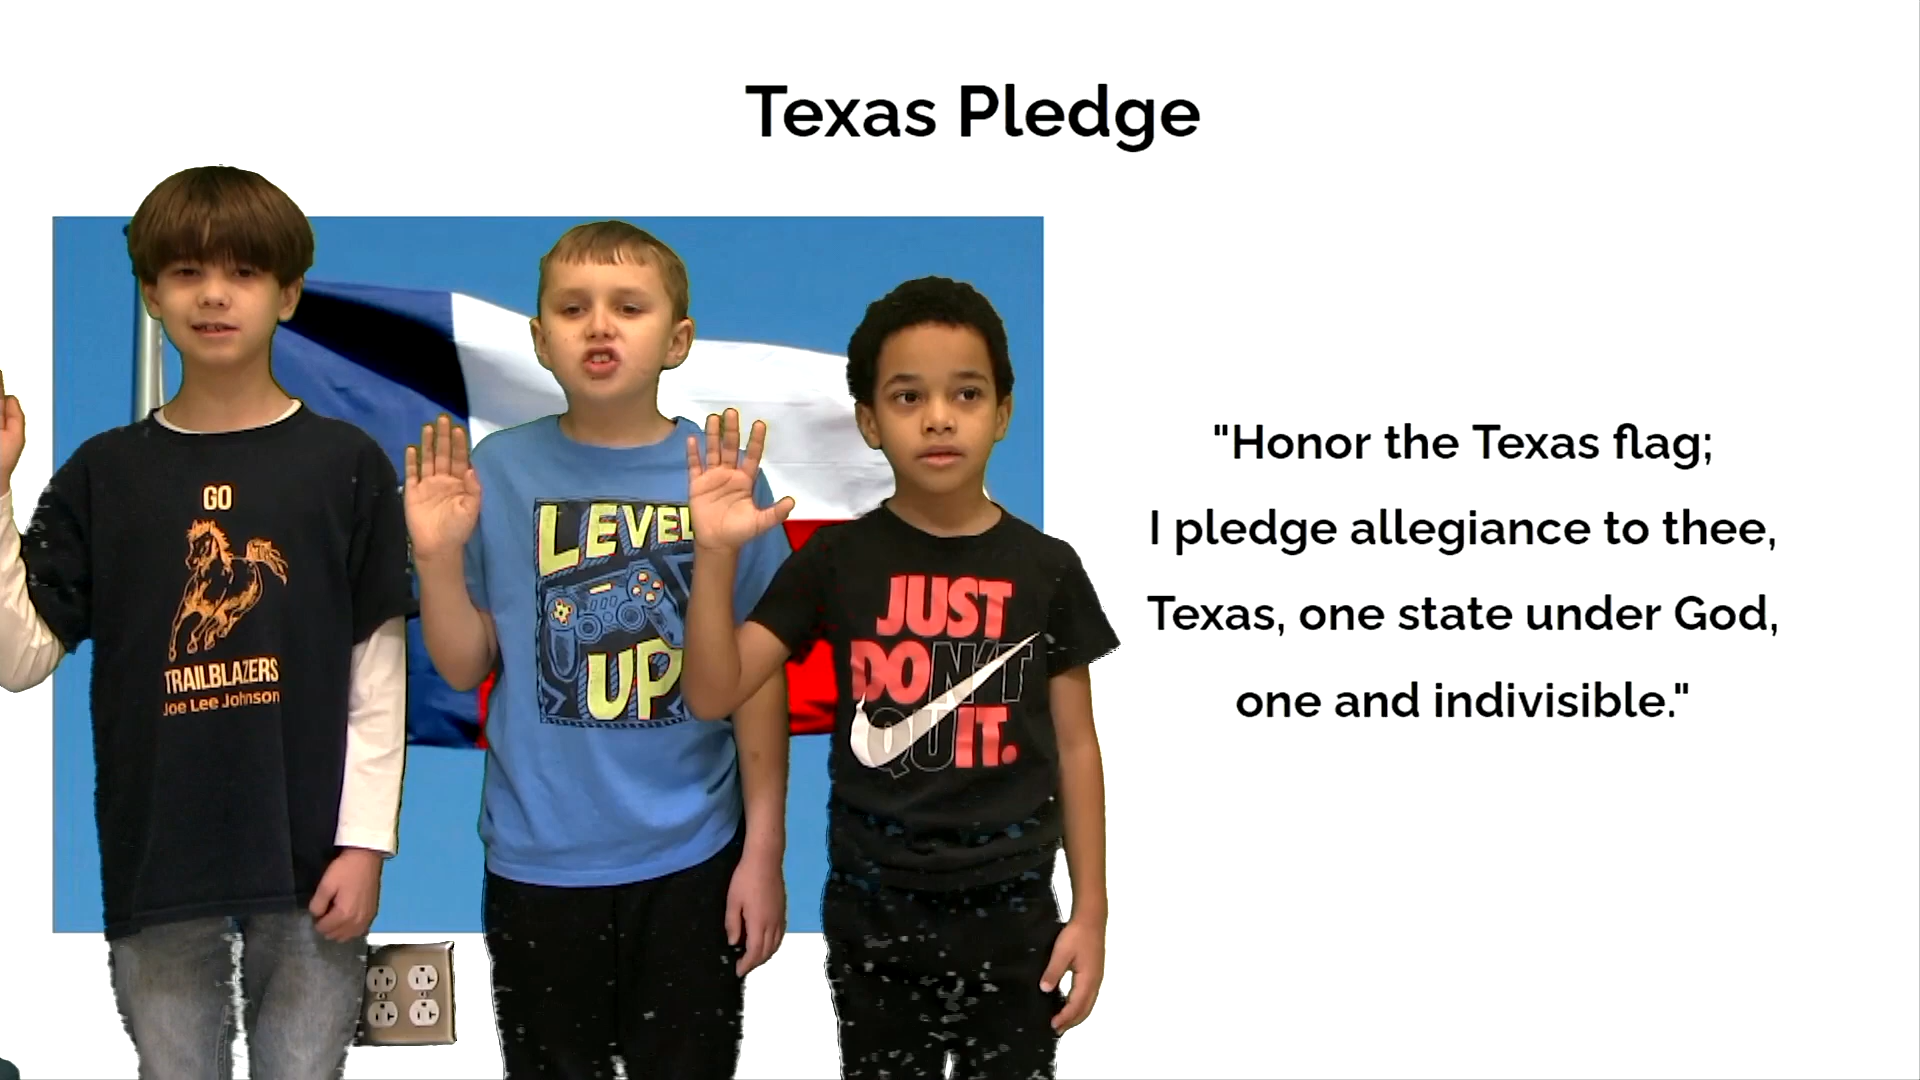 Texas Pledge
GO
TRAILBLAZERS
Joe Lee Johnson
LEVEL
UP
JUST
DON'T
QUIT.
"Honor the Texas flag;
I pledge allegiance to thee,
Texas, one state under God,
one and indivisible."